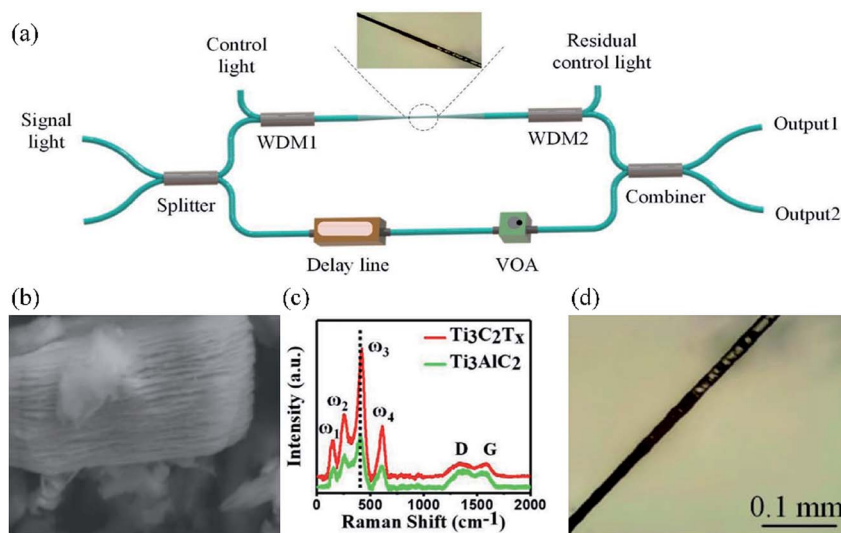 (a)
Control
light
Residual
control light
Signal
light
WDM1
WDM2
Output1
Splitter
Combiner
Output2
Delay line
VOA
(b)
(c)
(d)
Ti3C2Tx
Ti3AlC2
ω3
ω2
ω1
ω4
D
G
Intensity (a.u.)
0
500
1000
1500
2000
Raman Shift (cm-1)
0.1 mm